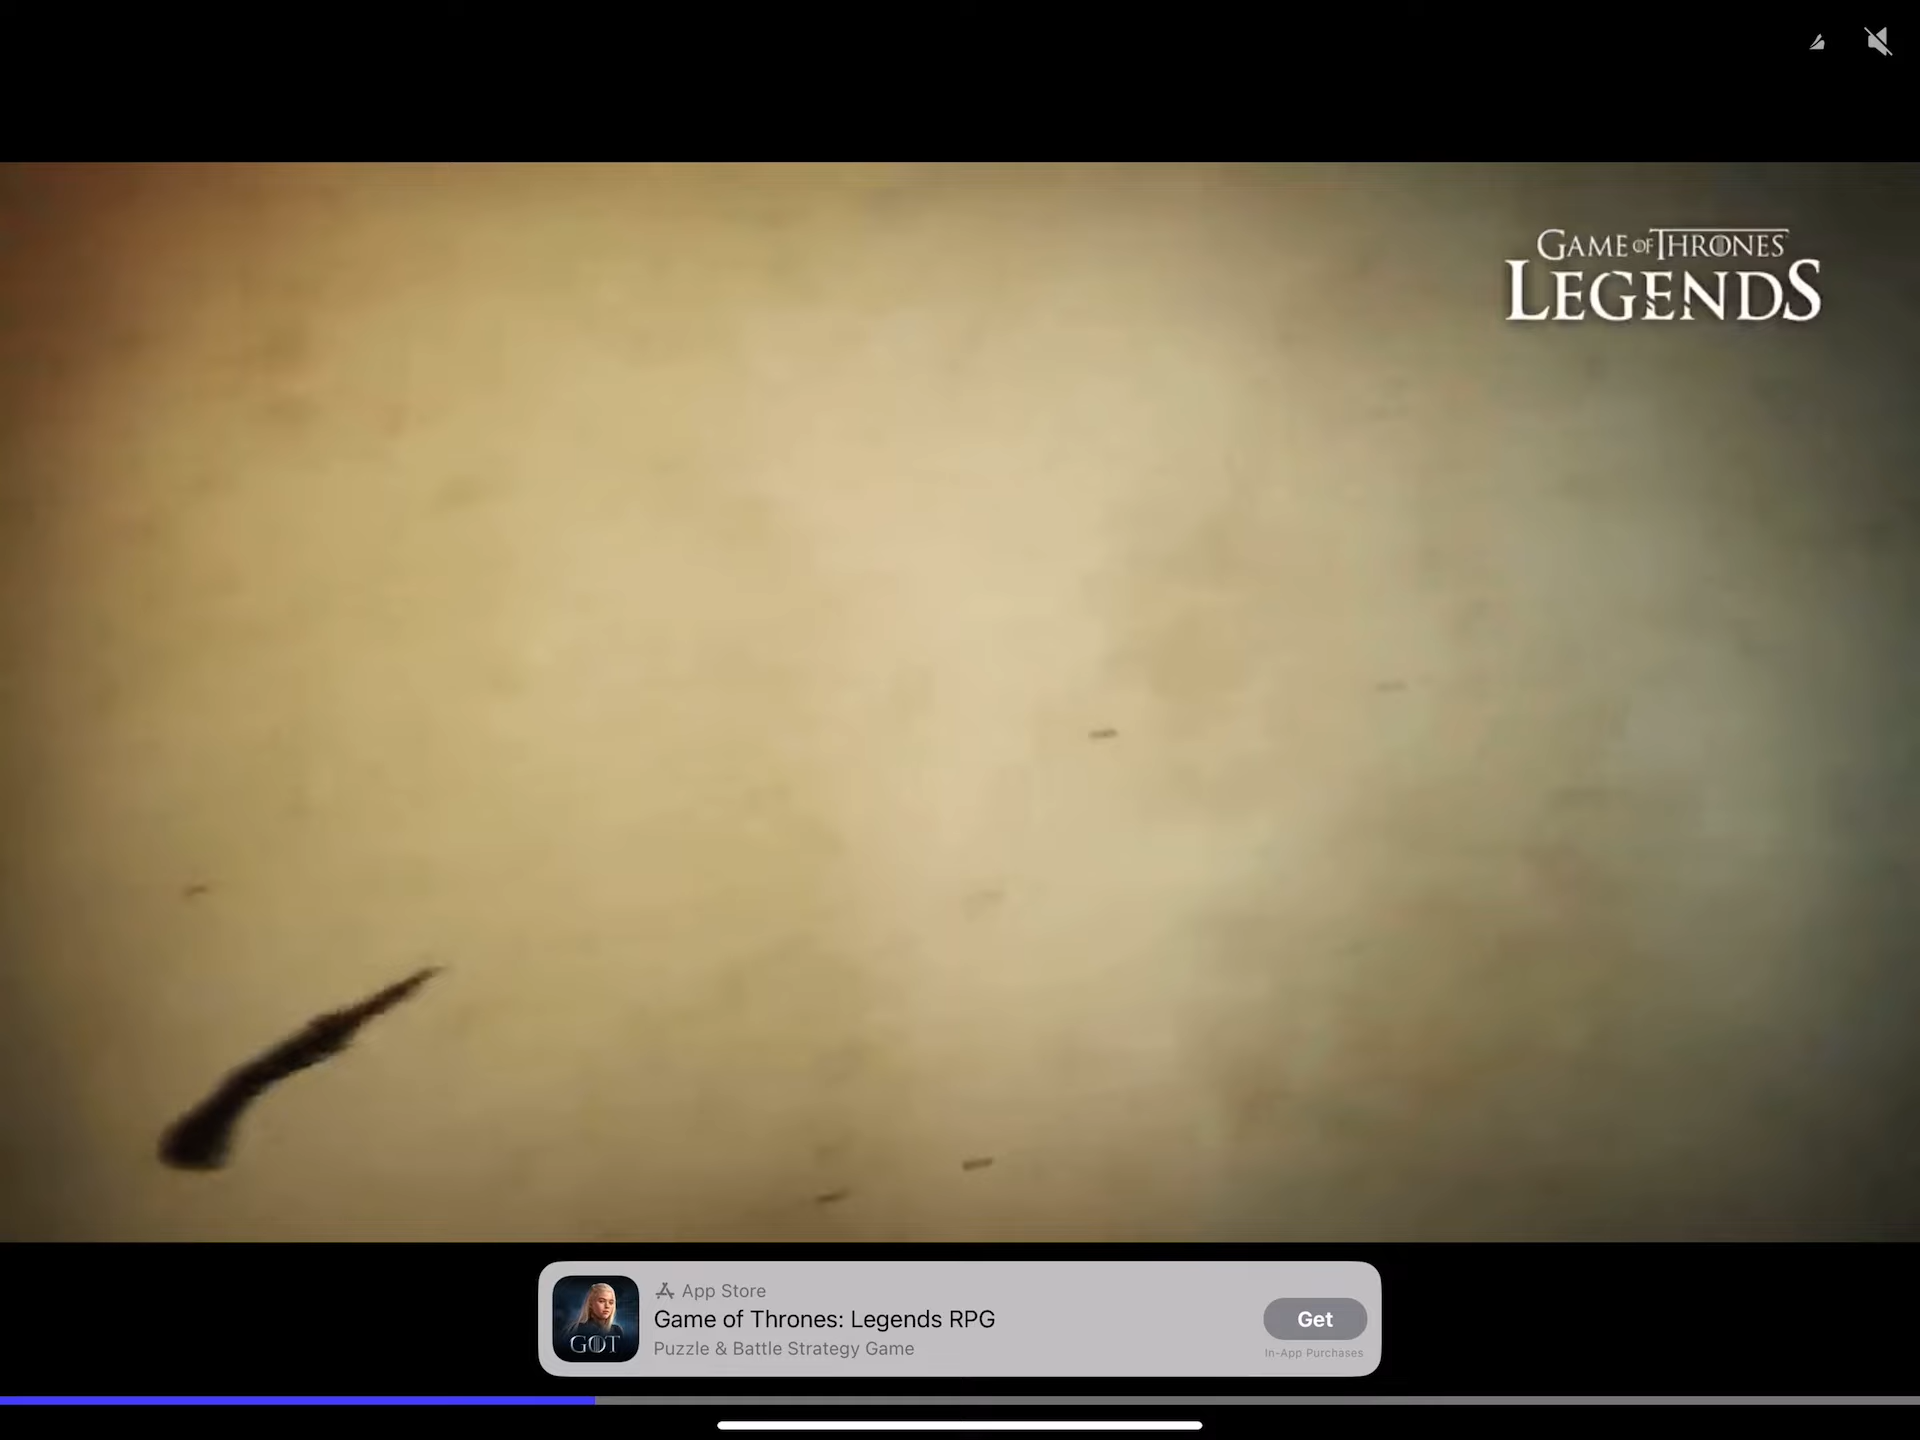 GAME OF THRONES
LEGENDS
App Store
Game of Thrones: Legends RPG
Puzzle & Battle Strategy Game
GOT
Get
In-App Purchases